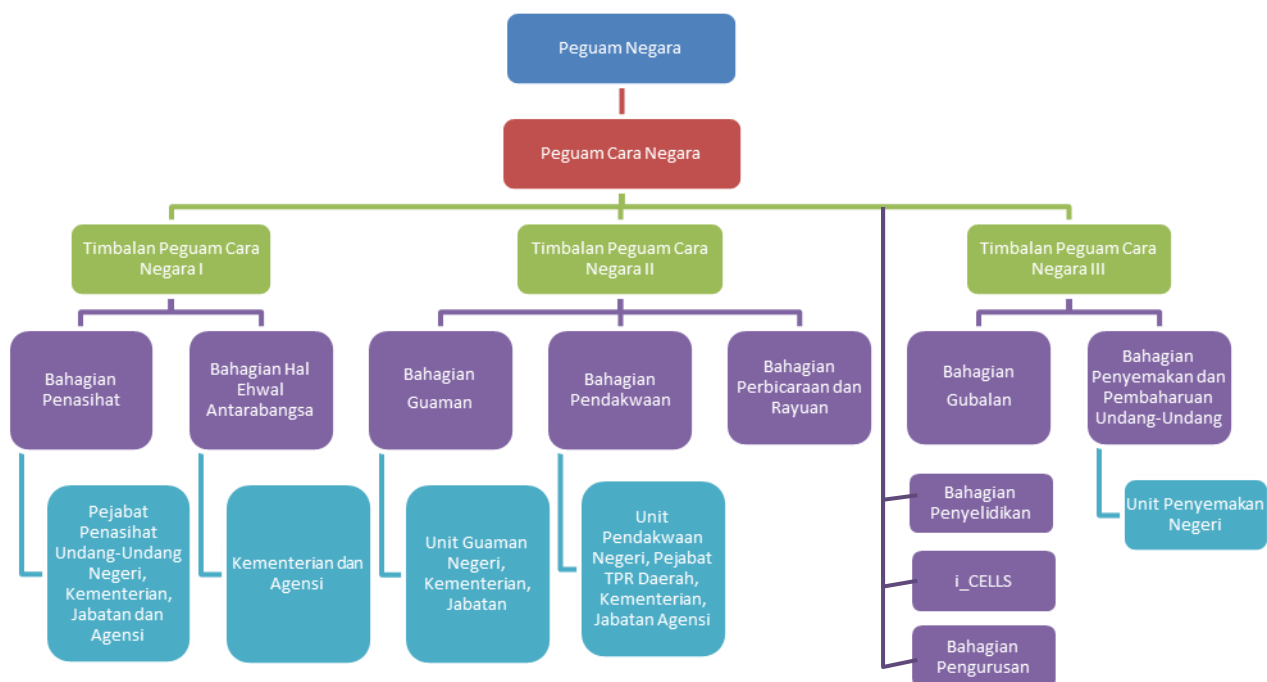 Peguam Negara
Peguam Cara Negara
Timbalan Peguam Cara
Negara I
Timbalan Peguam Cara
Negara II
Timbalan Peguam Cara
Negara III
Bahagian
Penasihat
Bahagian Hal
Ehwal
Antarabangsa
Bahagian
Guaman
Bahagian
Pendakwaan
Bahagian
Perbicaraan dan
Rayuan
Bahagian
Gubalan
Bahagian
Penyemakan dan
Pembaharuan
Undang-Undang
Pejabat
Penasihat
Undang-Undang
Negeri,
Kementerian,
Jabatan dan
Agensi
Kementerian dan
Agensi
Unit Guaman
Negeri,
Kementerian,
Jabatan
Unit
Pendakwaan
Negeri, Pejabat
TPR Daerah,
Kementerian,
Jabatan Agensi
Bahagian
Penyelidikan
Unit Penyemakan
Negeri
i_CELLS
Bahagian
Pengurusan